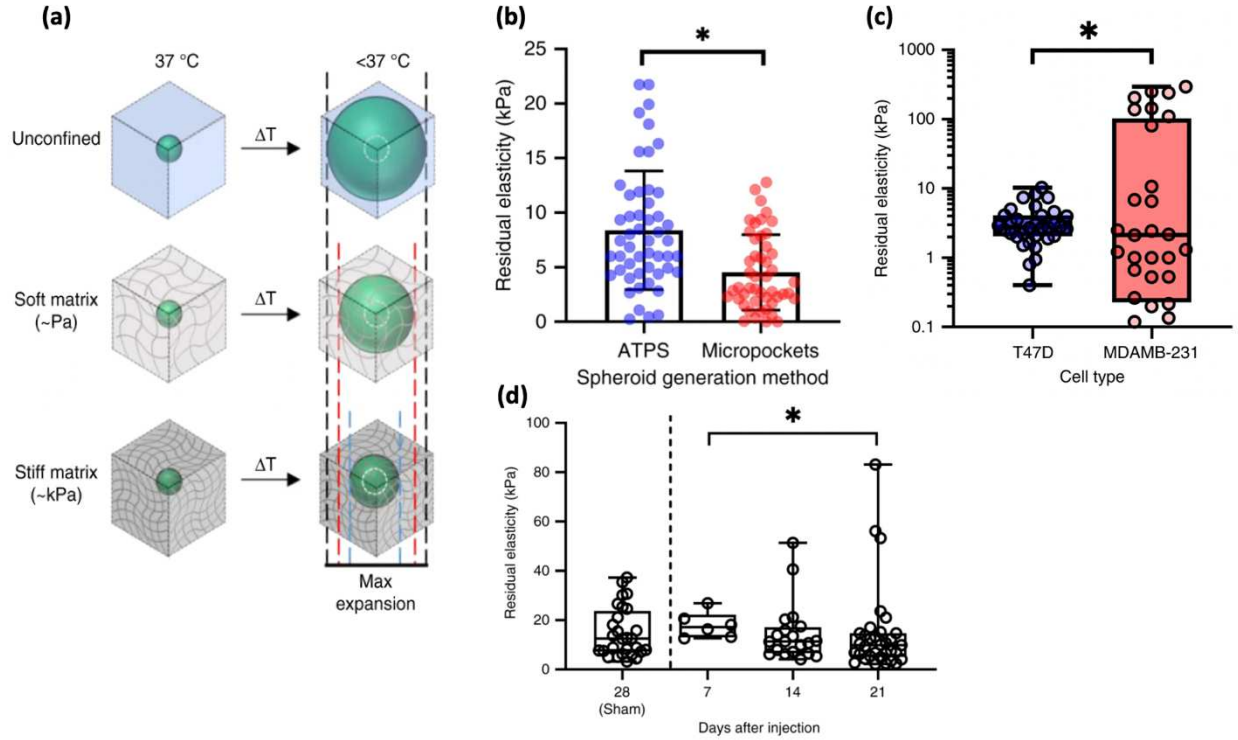 (a)
37 °C
<37 °C
Unconfined
ΔT
Soft matrix
(~Pa)
ΔT
Stiff matrix
(~kPa)
ΔT
Max
expansion
(b)
*
Residual elasticity (kPa)
25
20
15
10
5
0
ATPS
Micropockets
Spheroid generation method
(c)
*
Residual elasticity (kPa)
1000
100
10
1
0.1
T47D
MDAMB-231
Cell type
(d)
*
Residual elasticity (kPa)
100
80
60
40
20
0
28
(Sham)
7
14
21
Days after injection